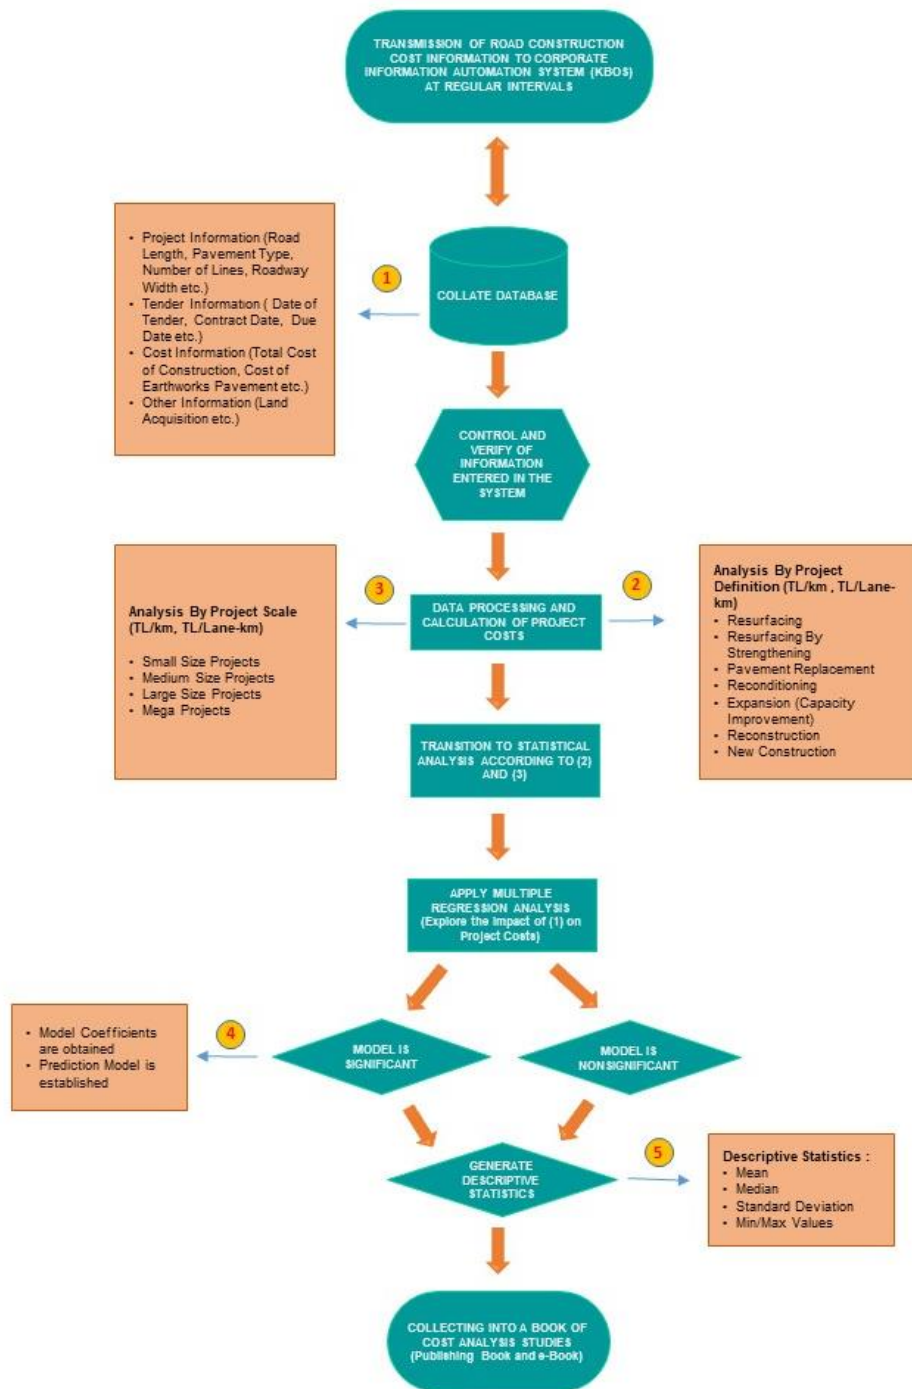 TRANSMISSION OF ROAD CONSTRUCTION
COST INFORMATION TO CORPORATE
INFORMATION AUTOMATION SYSTEM (KBOS)
AT REGULAR INTERVALS
• Project Information (Road
Length, Pavement Type,
Number of Lines, Roadway
Width etc.)
• Tender Information ( Date of
Tender, Contract Date, Due
Date etc.)
• Cost Information (Total Cost
of Construction, Cost of
Earthworks Pavement etc.)
• Other Information (Land
Acquisition etc.)
1
COLLATE DATABASE
CONTROL AND
VERIFY OF
INFORMATION
ENTERED IN THE
SYSTEM
Analysis By Project Scale
(TL/km, TL/Lane-km)
• Small Size Projects
• Medium Size Projects
• Large Size Projects
• Mega Projects
3
DATA PROCESSING AND
CALCULATION OF PROJECT
COSTS
2
Analysis By Project
Definition (TL/km , TL/Lane-
km)
• Resurfacing
• Resurfacing By
Strengthening
• Pavement Replacement
• Reconditioning
• Expansion (Capacity
Improvement)
• Reconstruction
• New Construction
TRANSITION TO STATISTICAL
ANALYSIS ACCORDING TO (2)
AND (3)
APPLY MULTIPLE
REGRESSION ANALYSIS
(Explore the Impact of (1) on
Project Costs)
• Model Coefficients
are obtained
• Prediction Model is
established
4
MODEL IS
SIGNIFICANT
MODEL IS
NONSIGNIFICANT
GENERATE
DESCRIPTIVE
STATISTICS
5
Descriptive Statistics :
• Mean
• Median
• Standard Deviation
• Min/Max Values
COLLECTING INTO A BOOK OF
COST ANALYSIS STUDIES
(Publishing Book and e-Book)